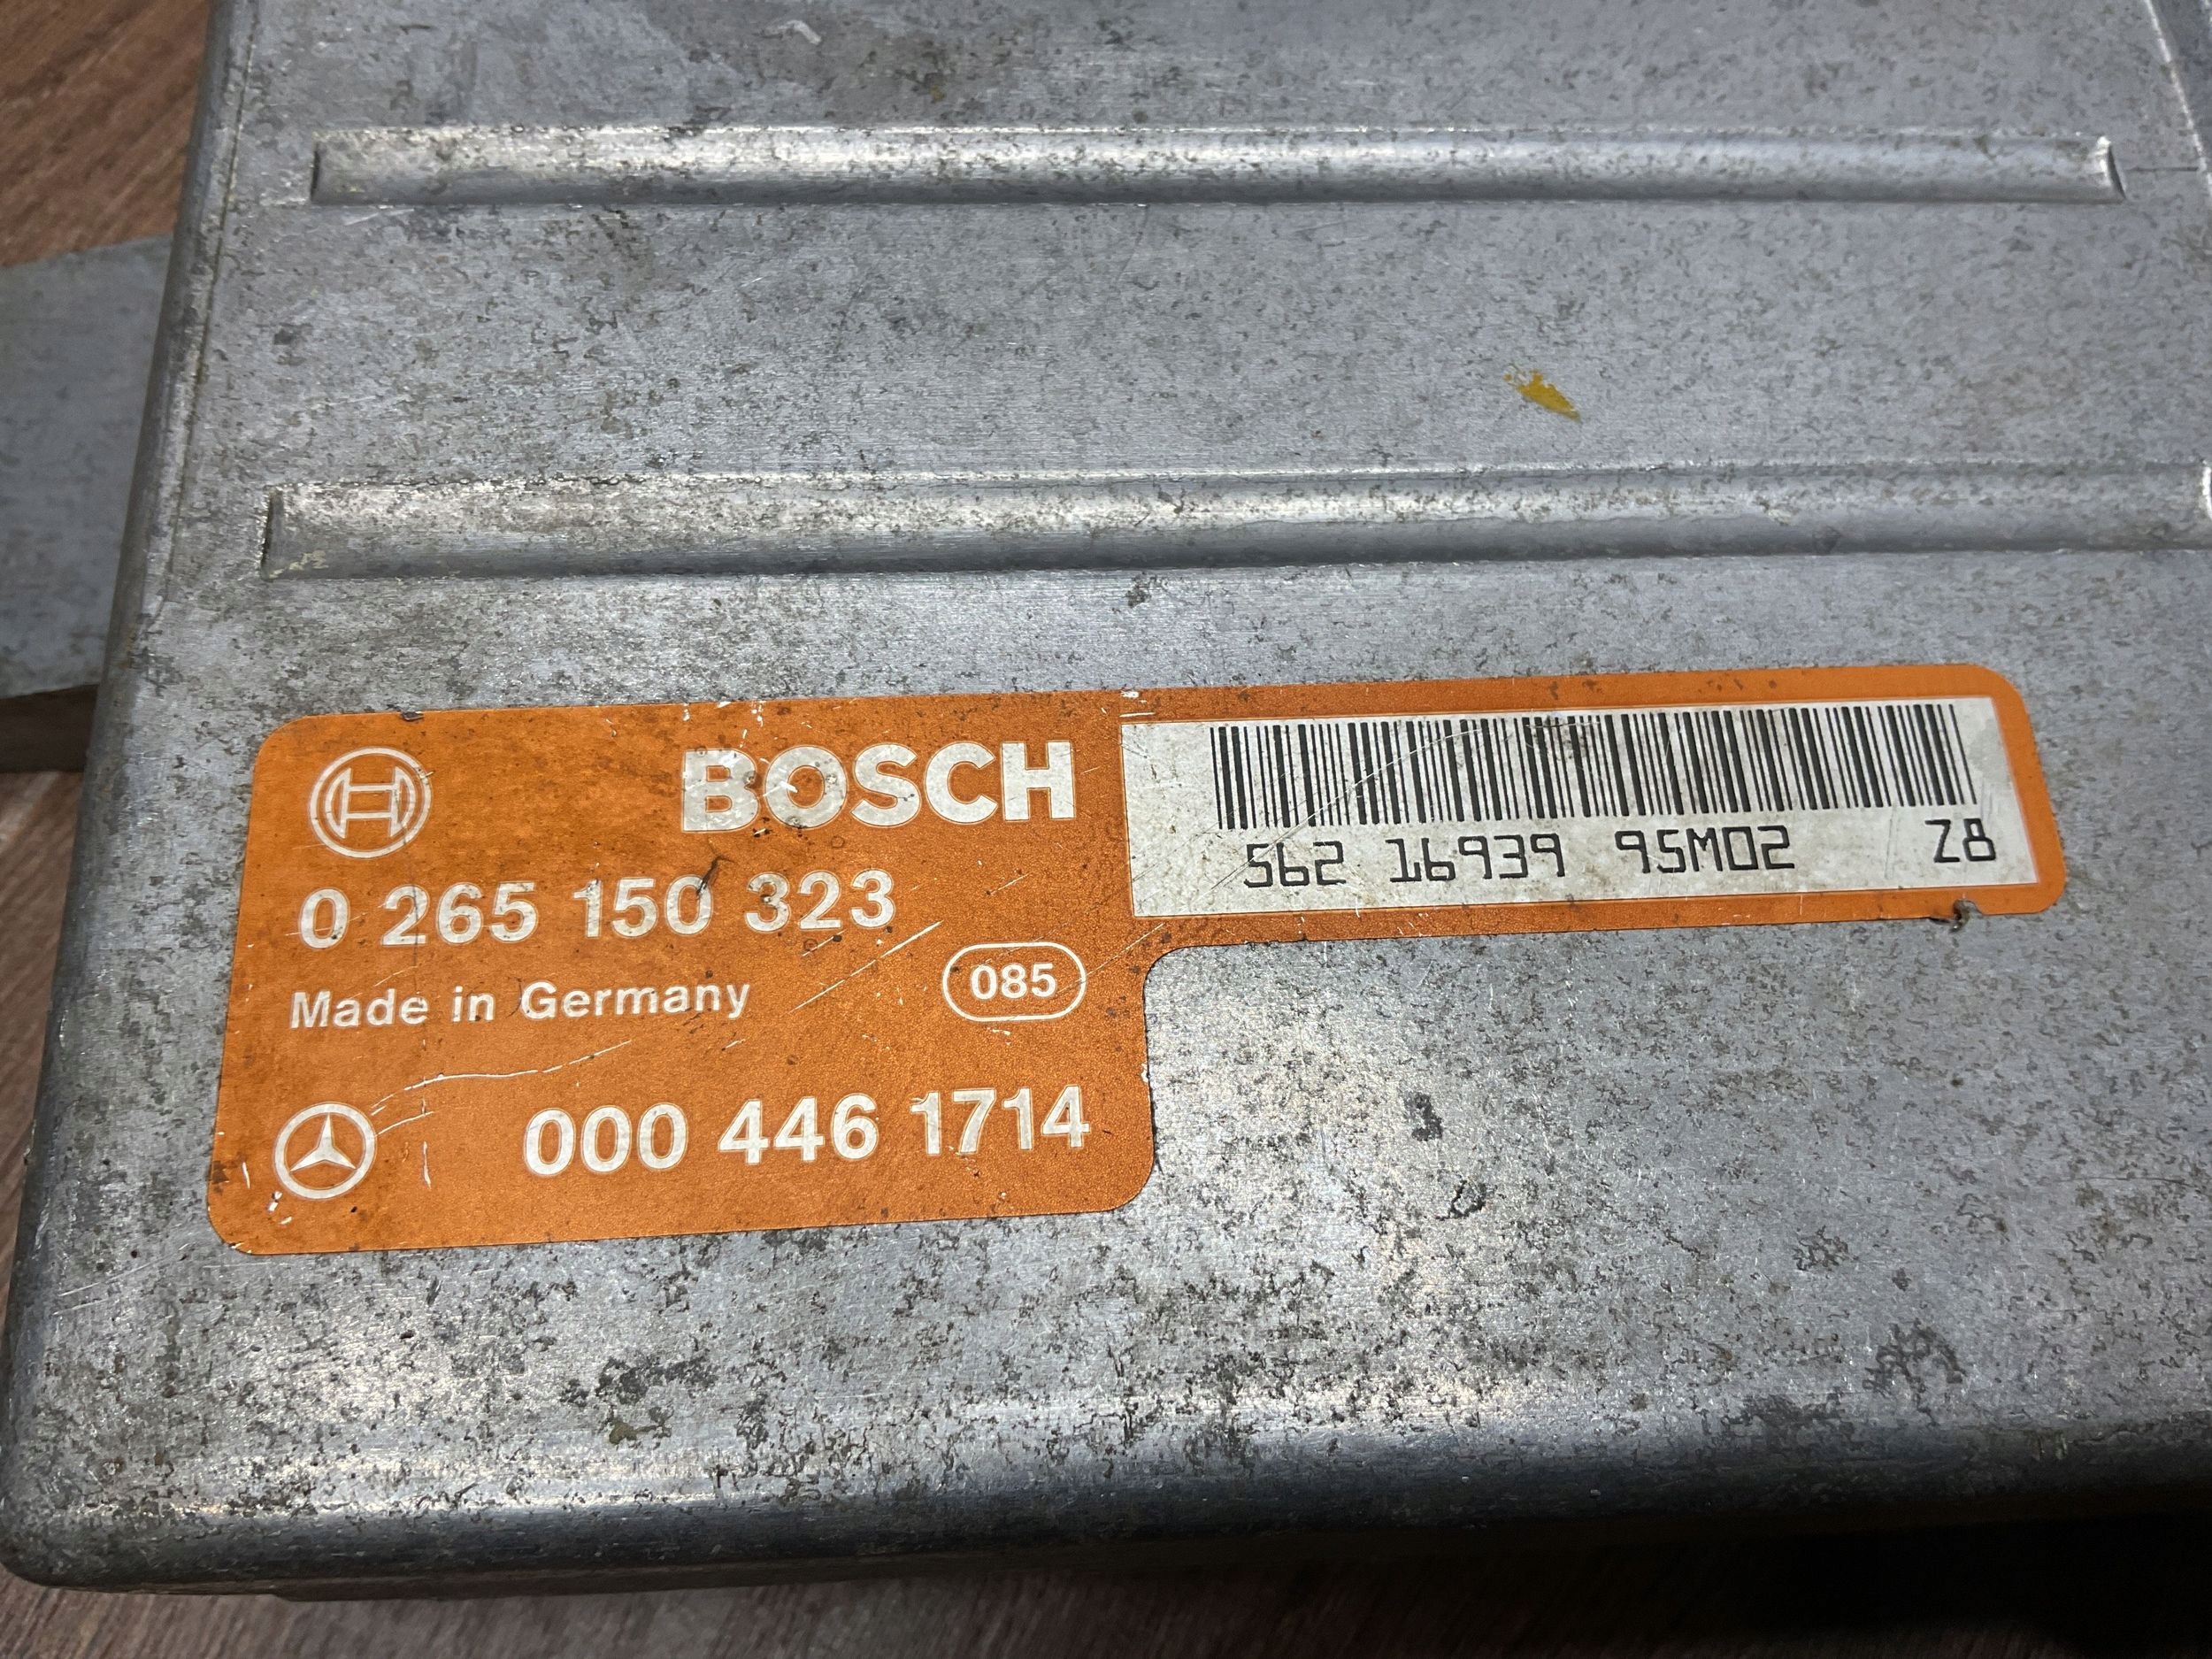 BOSCH
0 265 150 323
Made in Germany
085
000 446 1714
562 16939 95M02 Z8